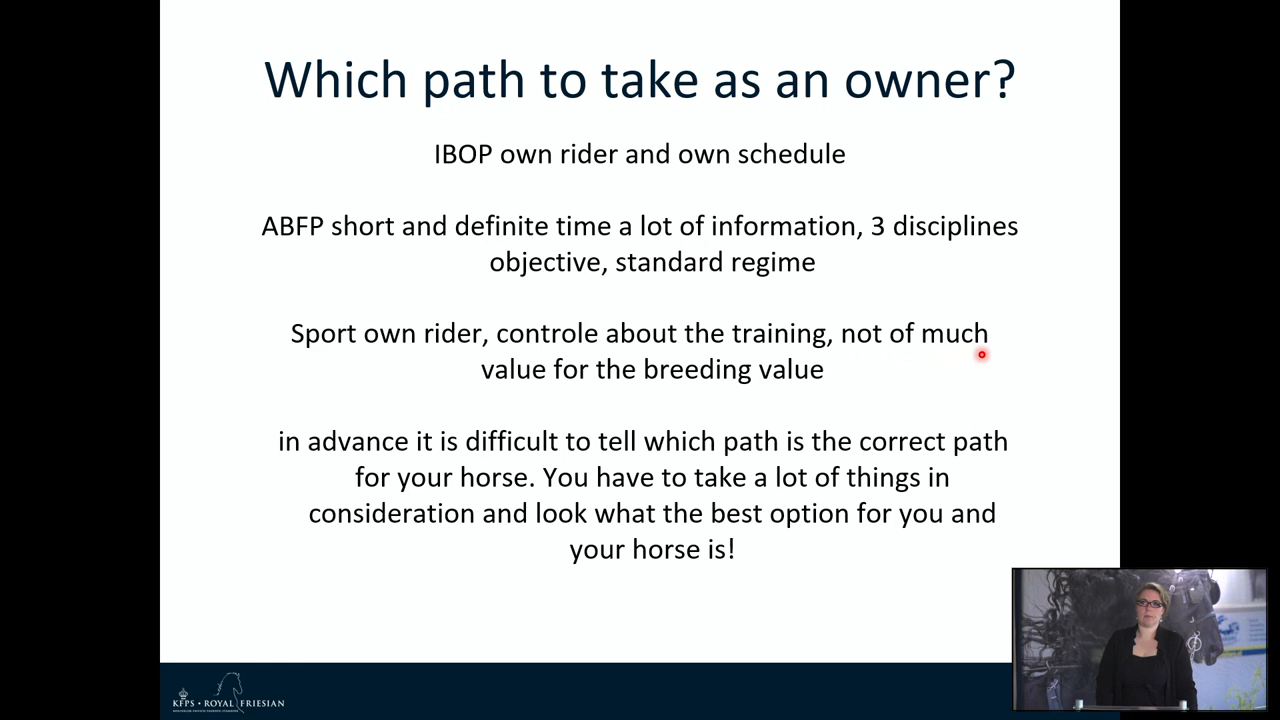 Which path to take as an owner?
IBOP own rider and own schedule
ABFP short and definite time a lot of information, 3 disciplines
objective, standard regime
Sport own rider, controle about the training, not of much
value for the breeding value
in advance it is difficult to tell which path is the correct path
for your horse. You have to take a lot of things in
consideration and look what the best option for you and
your horse is!
KFPS • ROYAL FRIESIAN